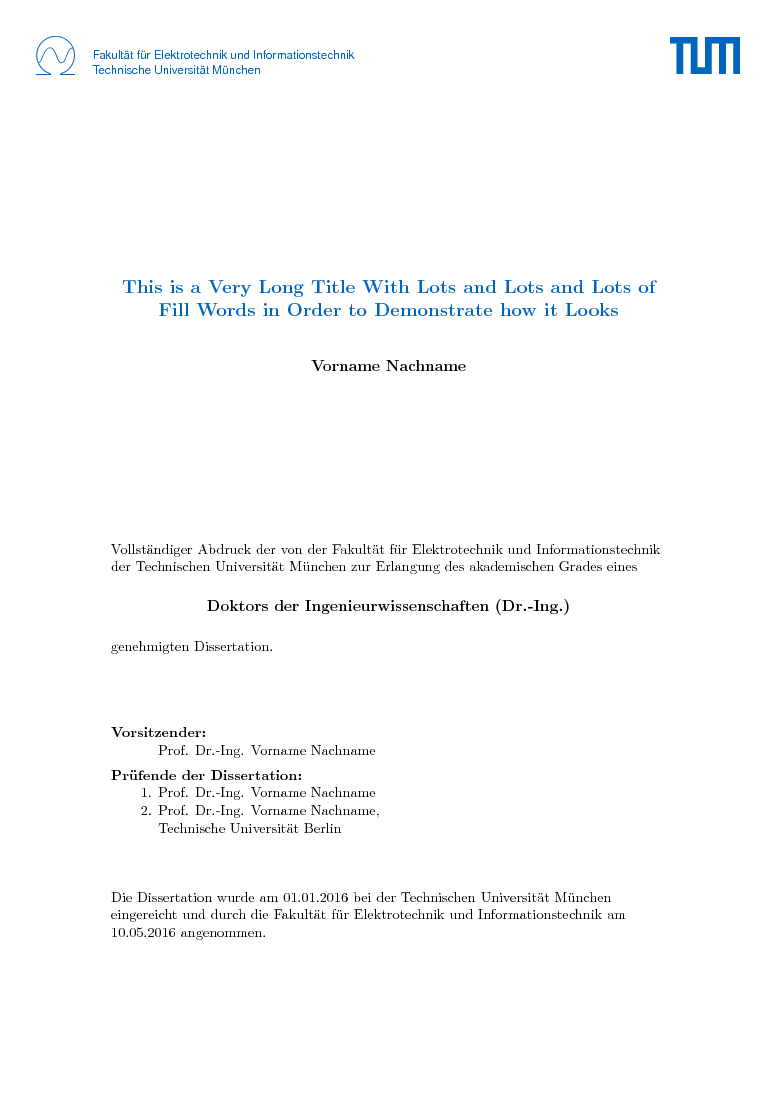 Fakultät für Elektrotechnik und Informationstechnik
Technische Universität München
TUM
This is a Very Long Title With Lots and Lots and Lots of
Fill Words in Order to Demonstrate how it Looks
Vorname Nachname
Vollständiger Abdruck der von der Fakultät für Elektrotechnik und Informationstechnik
der Technischen Universität München zur Erlangung des akademischen Grades eines
Doktors der Ingenieurwissenschaften (Dr.-Ing.)
genehmigten Dissertation.
Vorsitzender:
Prof. Dr.-Ing. Vorname Nachname
Prüfende der Dissertation:
1. Prof. Dr.-Ing. Vorname Nachname
2. Prof. Dr.-Ing. Vorname Nachname,
Technische Universität Berlin
Die Dissertation wurde am 01.01.2016 bei der Technischen Universität München
eingereicht und durch die Fakultät für Elektrotechnik und Informationstechnik am
10.05.2016 angenommen.